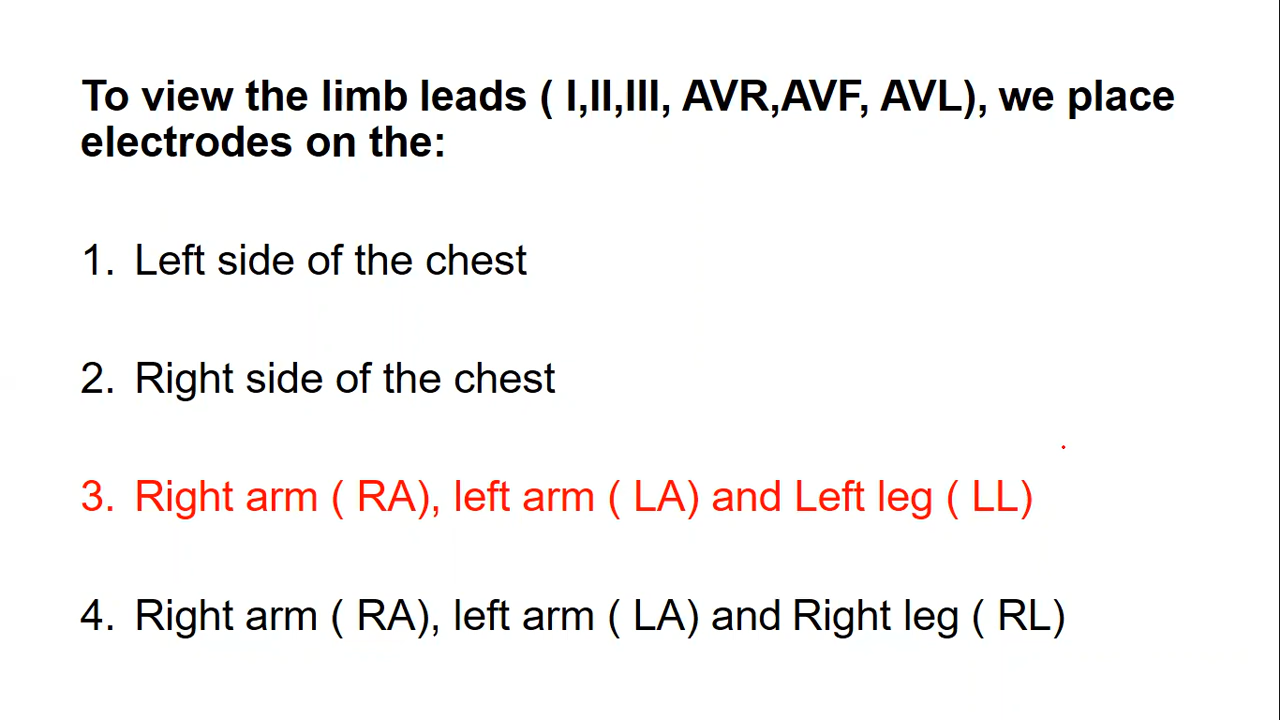 To view the limb leads ( I,II,III, AVR,AVF, AVL), we place
electrodes on the:
1. Left side of the chest
2. Right side of the chest
3. Right arm ( RA), left arm ( LA) and Left leg ( LL)
4. Right arm ( RA), left arm ( LA) and Right leg ( RL)